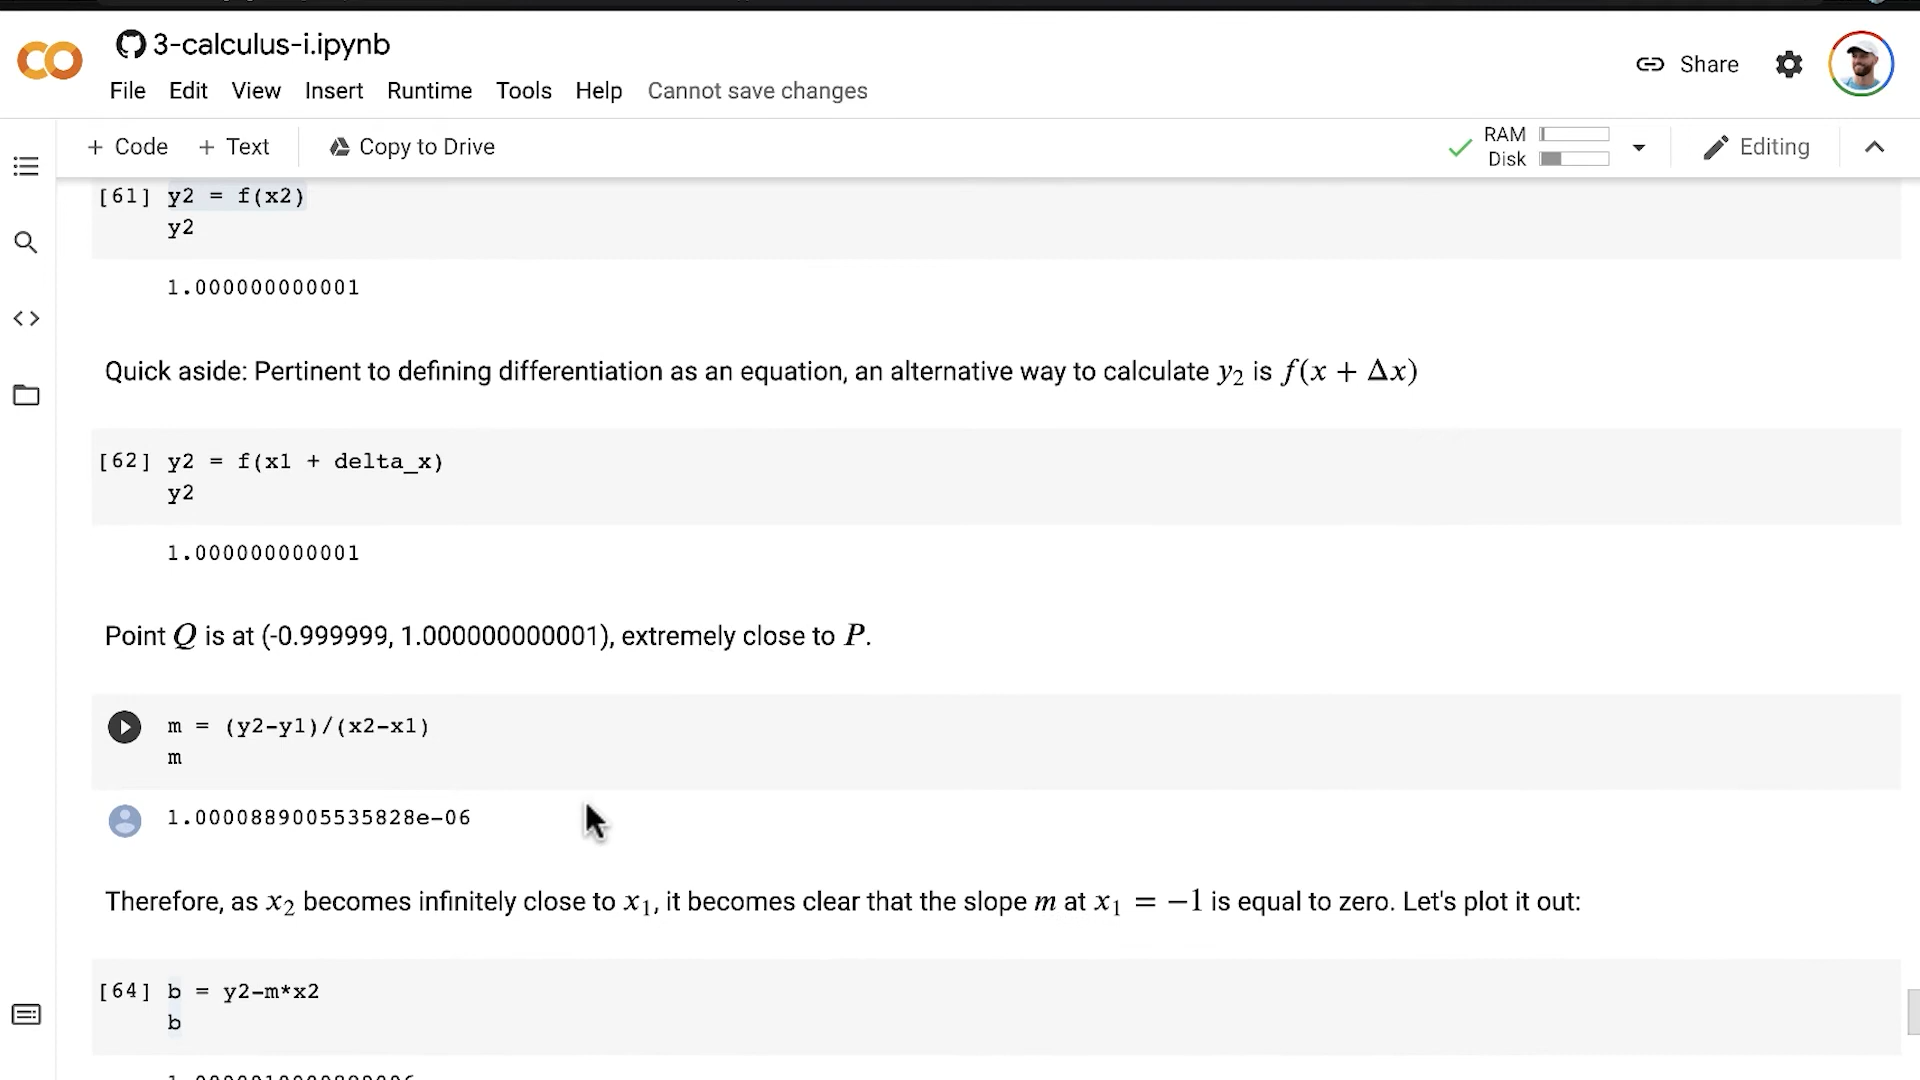 3-calculus-i.ipynb
Share
File Edit View Insert Runtime Tools Help Cannot save changes
+ Code + Text Copy to Drive
RAM
Disk
Editing
[61] y2 = f(x2)
y2
1.000000000001
Quick aside: Pertinent to defining differentiation as an equation, an alternative way to calculate y₂ is f(x + Δx)
[62] y2 = f(x1 + delta_x)
y2
1.000000000001
Point Q is at (-0.999999, 1.000000000001), extremely close to P.
m = (y2-y1)/(x2-x1)
m
1.0000889005535828e-06
Therefore, as x₂ becomes infinitely close to x₁, it becomes clear that the slope m at x₁ = −1 is equal to zero. Let's plot it out:
[64] b = y2-m*x2
b